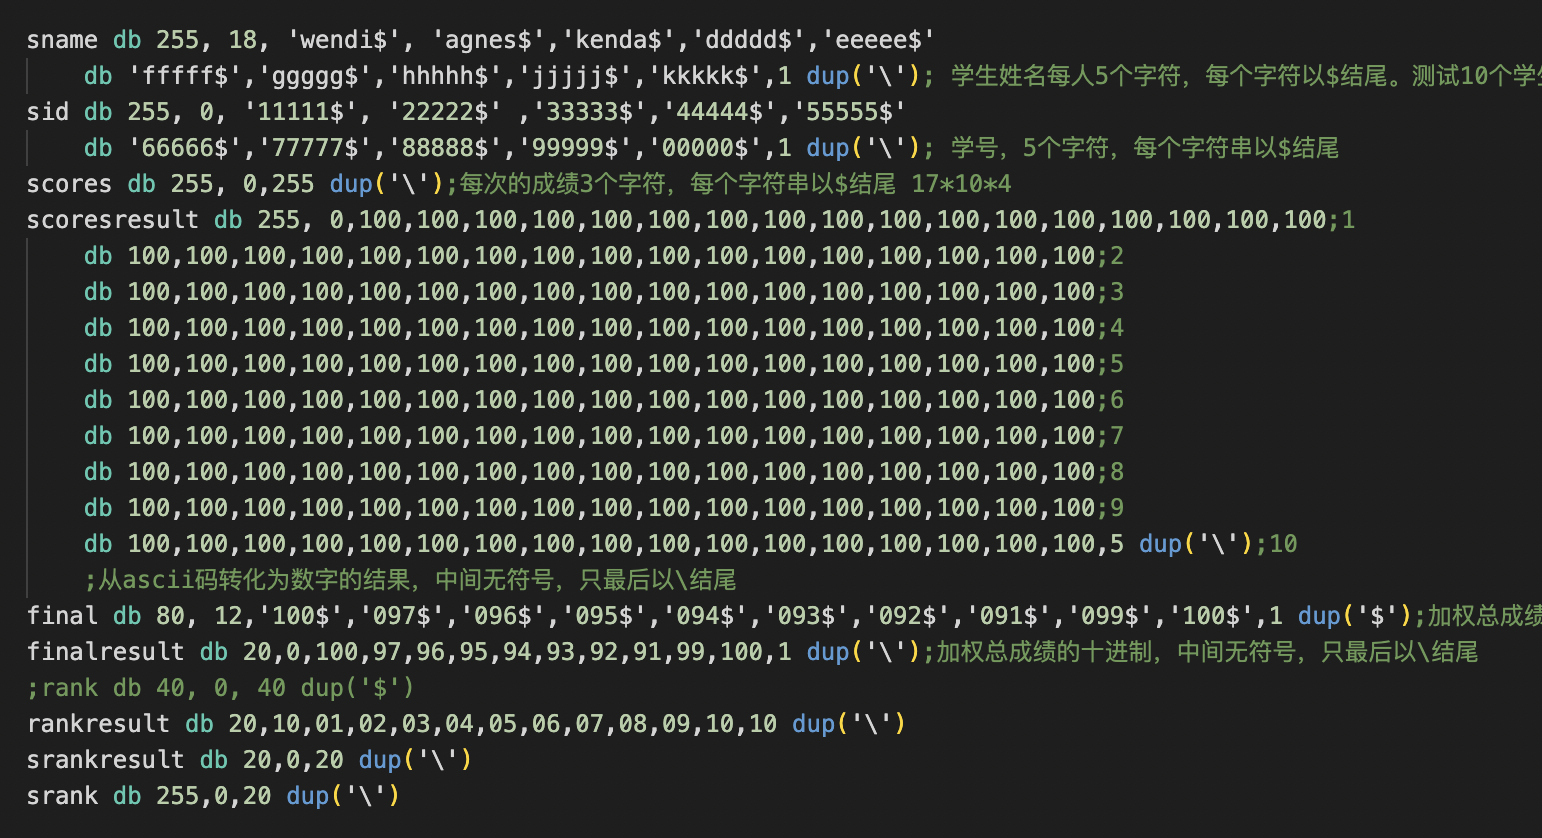 sname db 255, 18, 'wendi$', 'agnes$','kenda$','ddddd$','eeeee$'
db 'fffff$','ggggg$','hhhhh$','jjjjj$','kkkkk$',1 dup('\'); 学生姓名每人5个字符，每个字符以$结尾。测试10个学生
sid db 255, 0, '11111$', '22222$' ,'33333$','44444$','55555$'
db '66666$','77777$','88888$','99999$','00000$',1 dup('\'); 学号，5个字符，每个字符串以$结尾
scores db 255, 0,255 dup('\');每次的成绩3个字符，每个字符串以$结尾 17*10*4
scoresresult db 255, 0,100,100,100,100,100,100,100,100,100,100,100,100,100,100,100,100,100;1
db 100,100,100,100,100,100,100,100,100,100,100,100,100,100,100,100,100;2
db 100,100,100,100,100,100,100,100,100,100,100,100,100,100,100,100,100;3
db 100,100,100,100,100,100,100,100,100,100,100,100,100,100,100,100,100;4
db 100,100,100,100,100,100,100,100,100,100,100,100,100,100,100,100,100;5
db 100,100,100,100,100,100,100,100,100,100,100,100,100,100,100,100,100;6
db 100,100,100,100,100,100,100,100,100,100,100,100,100,100,100,100,100;7
db 100,100,100,100,100,100,100,100,100,100,100,100,100,100,100,100,100;8
db 100,100,100,100,100,100,100,100,100,100,100,100,100,100,100,100,100;9
db 100,100,100,100,100,100,100,100,100,100,100,100,100,100,100,100,100,5 dup('\');10
;从ascii码转化为数字的结果，中间无符号，只最后以\结尾
final db 80, 12,'100$','097$','096$','095$','094$','093$','092$','091$','099$','100$',1 dup('$');加权总成绩
finalresult db 20,0,100,97,96,95,94,93,92,91,99,100,1 dup('\');加权总成绩的十进制，中间无符号，只最后以\结尾
;rank db 40, 0, 40 dup('$')
rankresult db 20,10,01,02,03,04,05,06,07,08,09,10,10 dup('\')
srankresult db 20,0,20 dup('\')
srank db 255,0,20 dup('\')